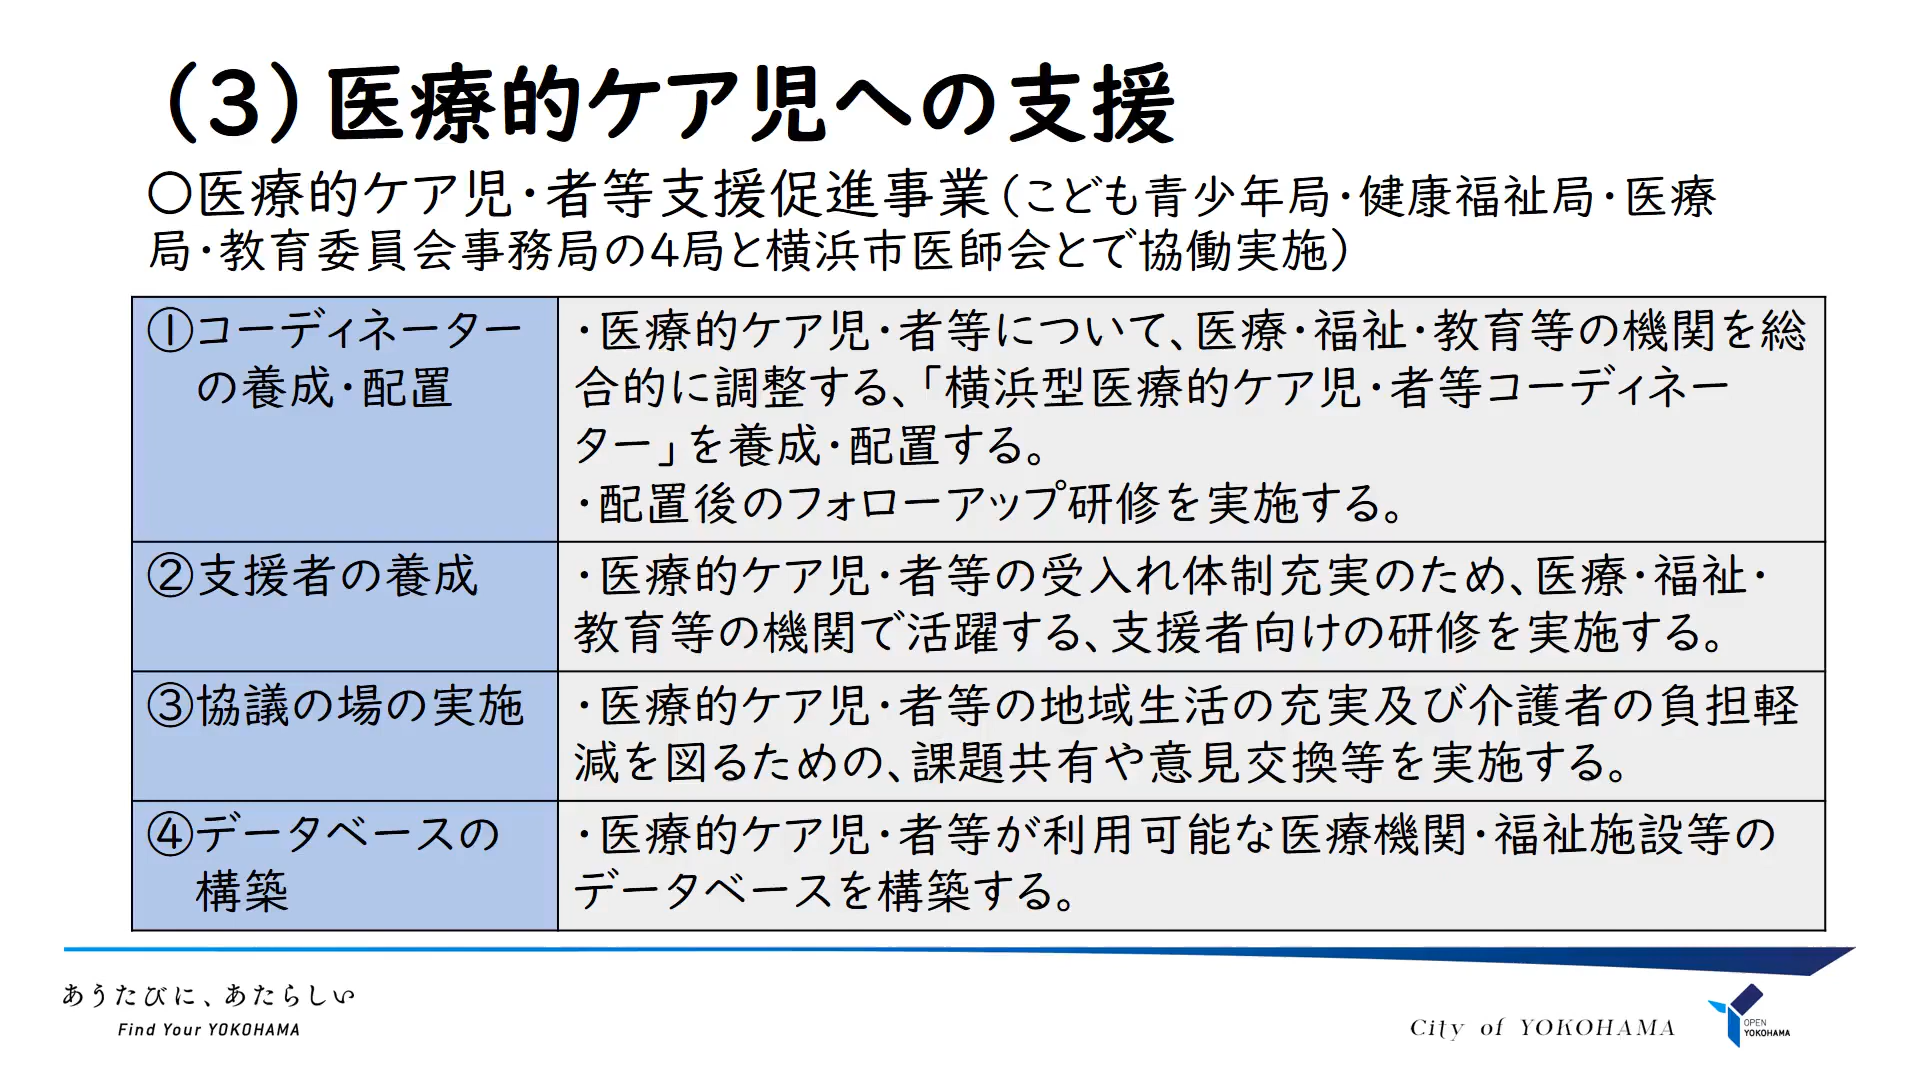 （3）医療的ケア児への支援
〇医療的ケア児・者等支援促進事業（こども青少年局・健康福祉局・医療
局・教育委員会事務局の4局と横浜市医師会とで協働実施）
①コーディネーター
の養成・配置
・医療的ケア児・者等について、医療・福祉・教育等の機関を総
合的に調整する、「横浜型医療的ケア児・者等コーディネー
ター」を養成・配置する。
・配置後のフォローアップ研修を実施する。
②支援者の養成
・医療的ケア児・者等の受入れ体制充実のため、医療・福祉・
教育等の機関で活躍する、支援者向けの研修を実施する。
③協議の場の実施
・医療的ケア児・者等の地域生活の充実及び介護者の負担軽
減を図るための、課題共有や意見交換等を実施する。
④データベースの
構築
・医療的ケア児・者等が利用可能な医療機関・福祉施設等の
データベースを構築する。
あうたびに、あたらしい
Find Your YOKOHAMA
City of YOKOHAMA
OPEN
YOKOHAMA